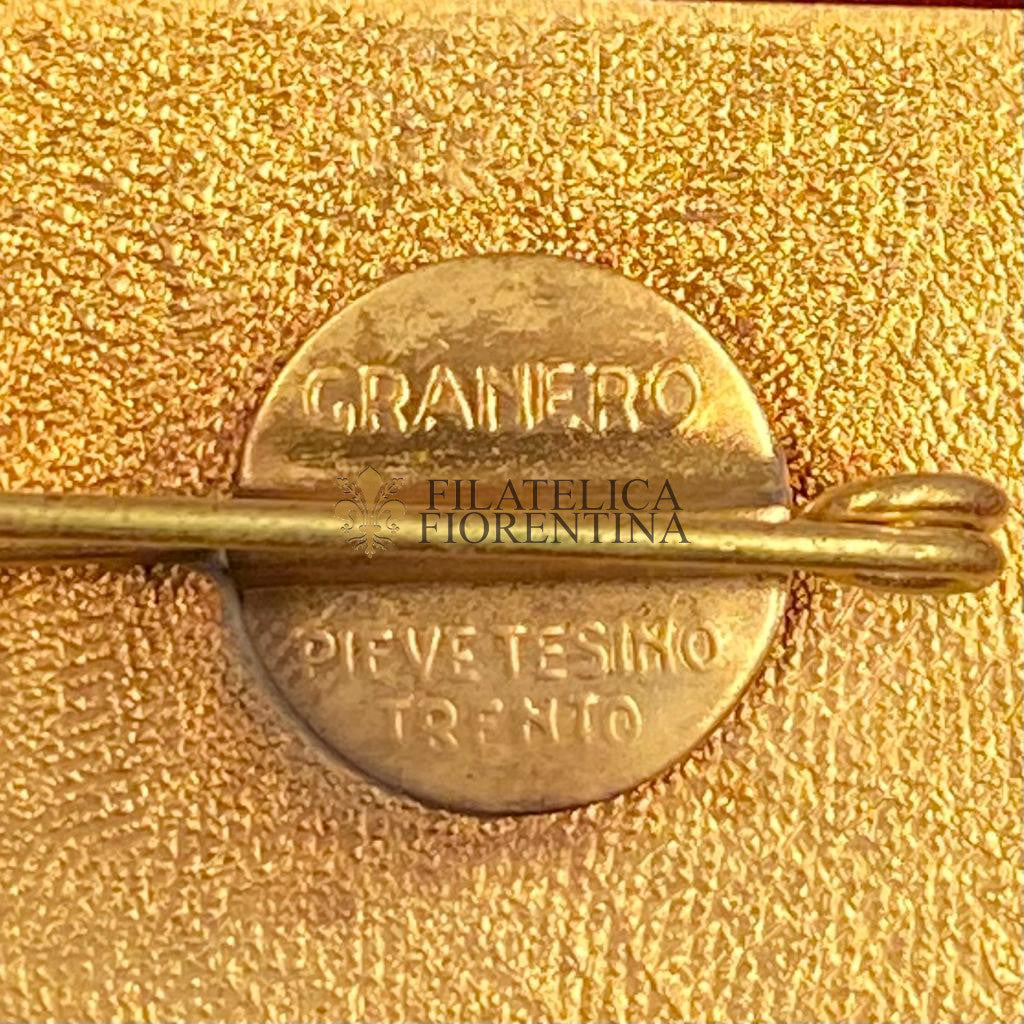 GRANERO
FILATELICA
FIORENTINA
PIEVE TESINO
TRENTO